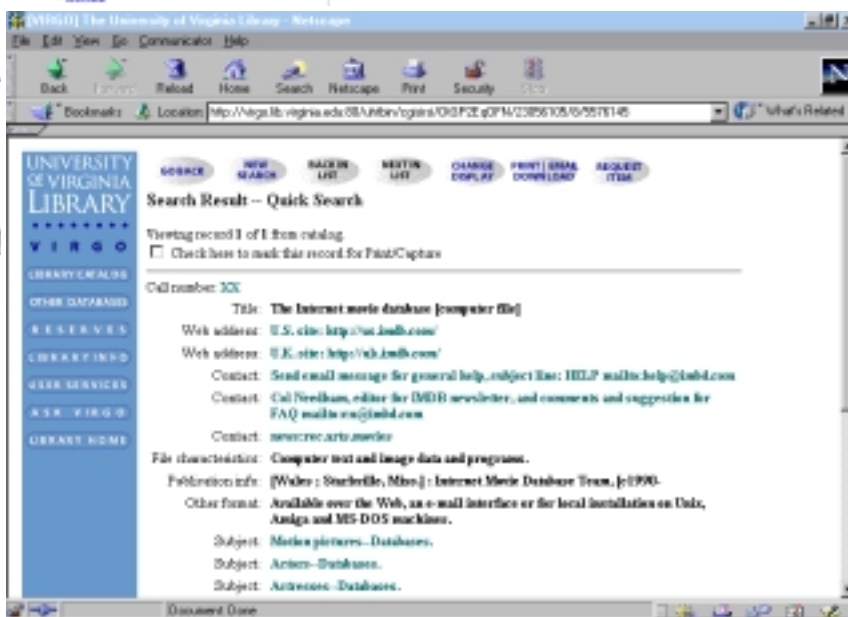 [VIRGO] The University of Virginia Library - Netscape
File Edit View Go Communicator Help
Back Forward Reload Home Search Netscape Print Security Stop
Bookmarks Location: What's Related
UNIVERSITY OF VIRGINIA LIBRARY
VIRGO
LIBRARY CATALOG
OTHER DATABASES
RESERVES
LIBRARY INFO
USER SERVICES
ASK VIRGO
LIBRARY HOME
GO BACK NEW SEARCH BACK IN LIST NEXT IN LIST CHANGE DISPLAY PRINT | EMAIL DOWNLOAD REQUEST ITEM
Search Result -- Quick Search
Viewing record 1 of 1 from catalog.
Check here to mark this record for Print/Capture
Call number: XX
Title: The Internet movie database [computer file]
Web address: U.S. site: http://us.imdb.com/
Web address: U.K. site: http://uk.imdb.com/
Contact: Send email message for general help, subject line: HELP mailto:help@imbd.com
Contact: Col Needham, editor for IMDB newsletter, and comments and suggestion for
FAQ mailto:cn@imbd.com
Contact: news:rec.arts.movies
File characteristics: Computer text and image data and programs.
Publication info: [Wales ; Starkville, Miss.] : Internet Movie Database Team, [c1990-
Other format: Available over the Web, an e-mail interface or for local installation on Unix,
Amiga and MS-DOS machines.
Subject: Motion pictures--Databases.
Subject: Actors--Databases.
Subject: Actresses--Databases.
Document: Done